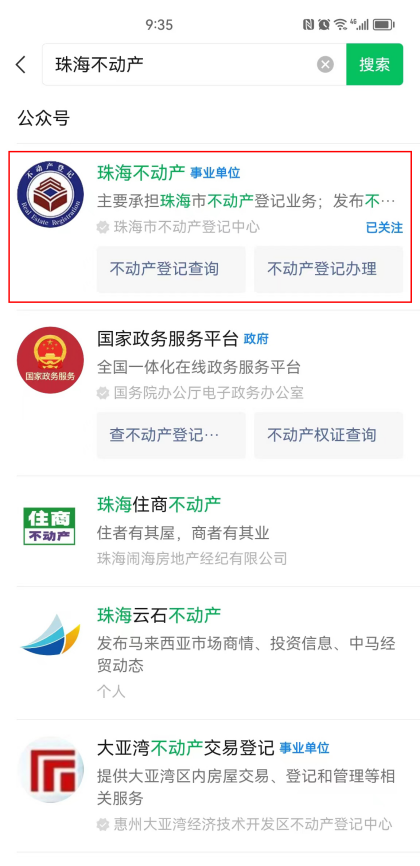 9:35
珠海不动产
搜索
公众号
珠海不动产 事业单位
主要承担珠海市不动产登记业务；发布不…
珠海市不动产登记中心
已关注
不动产登记查询
不动产登记办理
不动产登记
Real Estate Registration
国家政务服务平台 政府
全国一体化在线政务服务平台
国务院办公厅电子政务办公室
国家政务服务
查不动产登记…
不动产权证查询
珠海住商不动产
住者有其屋，商者有其业
珠海闹海房地产经纪有限公司
住商
不动产
珠海云石不动产
发布马来西亚市场商情、投资信息、中马经
贸动态
个人
大亚湾不动产交易登记 事业单位
提供大亚湾区内房屋交易、登记和管理等相
关服务
惠州大亚湾经济技术开发区不动产登记中心